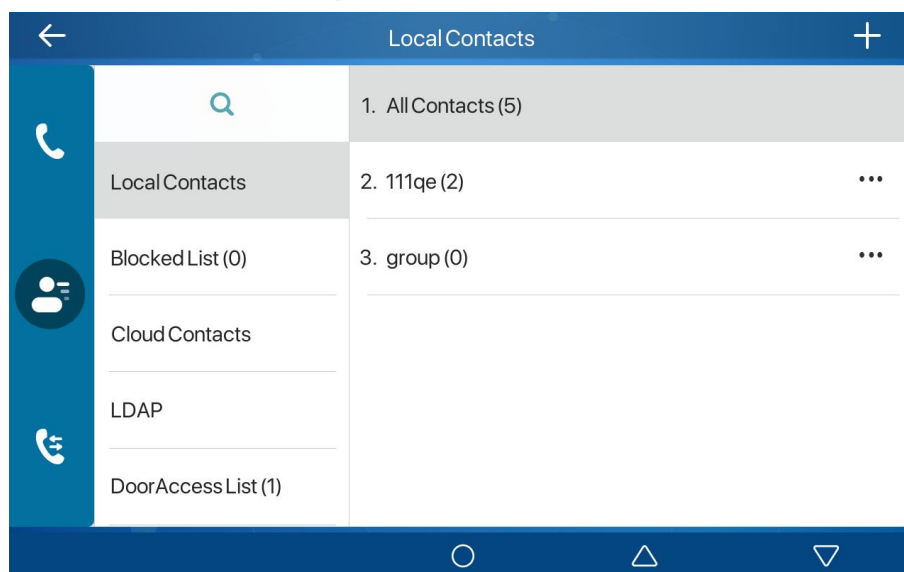 Local Contacts
Local Contacts
Blocked List (0)
Cloud Contacts
LDAP
DoorAccess List (1)
1. All Contacts (5)
2. 111qe (2)
3. group (0)